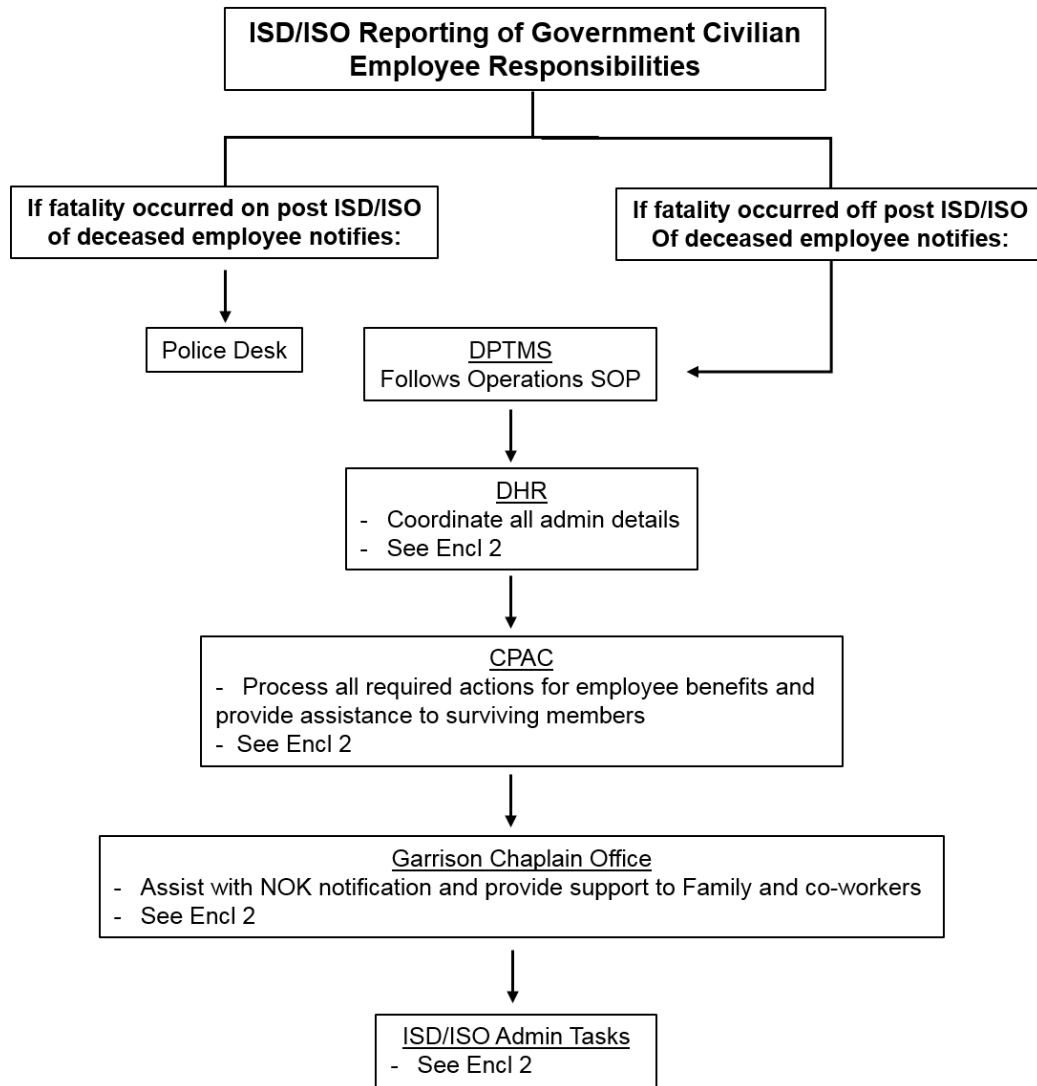 ISD/ISO Reporting of Government Civilian
Employee Responsibilities
If fatality occurred on post ISD/ISO
of deceased employee notifies:
If fatality occurred off post ISD/ISO
Of deceased employee notifies:
Police Desk
DPTMS
Follows Operations SOP
DHR
- Coordinate all admin details
- See Encl 2
CPAC
- Process all required actions for employee benefits and
provide assistance to surviving members
- See Encl 2
Garrison Chaplain Office
- Assist with NOK notification and provide support to Family and co-workers
- See Encl 2
ISD/ISO Admin Tasks
- See Encl 2